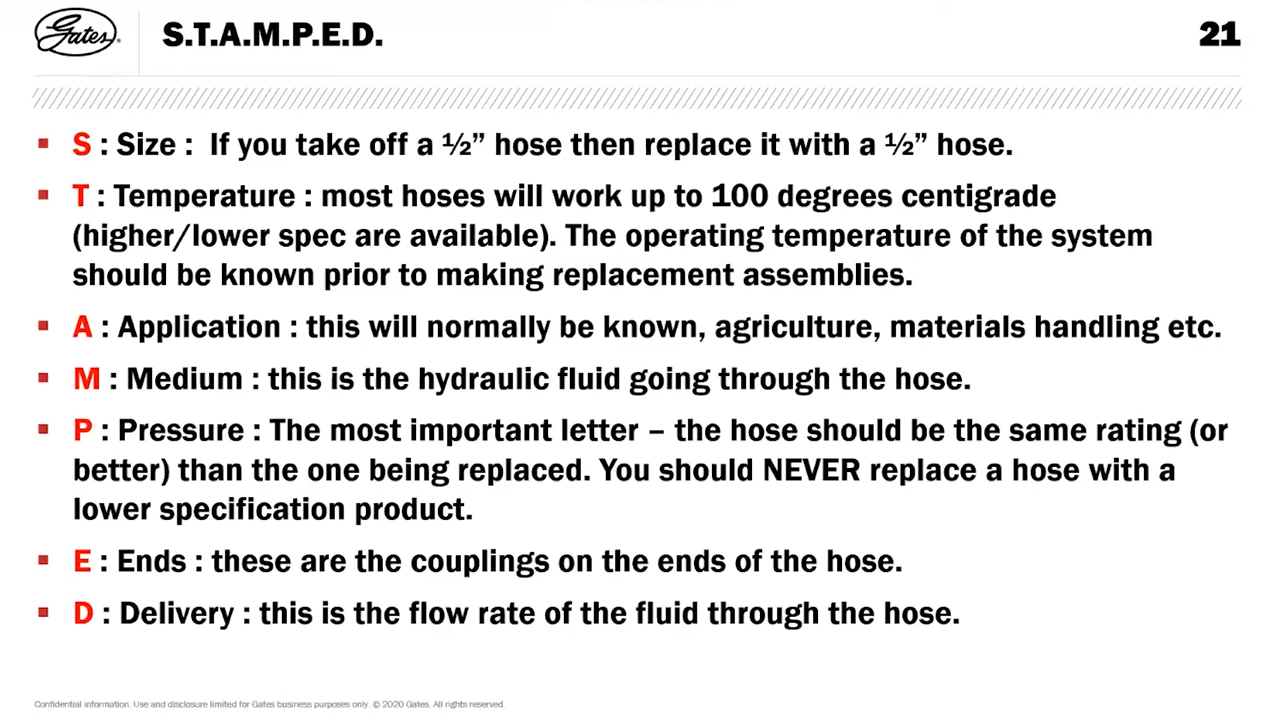 Gates
S.T.A.M.P.E.D.
21
▪ S : Size : If you take off a ½” hose then replace it with a ½” hose.
▪ T : Temperature : most hoses will work up to 100 degrees centigrade
(higher/lower spec are available). The operating temperature of the system
should be known prior to making replacement assemblies.
▪ A : Application : this will normally be known, agriculture, materials handling etc.
▪ M : Medium : this is the hydraulic fluid going through the hose.
▪ P : Pressure : The most important letter – the hose should be the same rating (or
better) than the one being replaced. You should NEVER replace a hose with a
lower specification product.
▪ E : Ends : these are the couplings on the ends of the hose.
▪ D : Delivery : this is the flow rate of the fluid through the hose.
Confidential information. Use and disclosure limited for Gates business purposes only. © 2020 Gates. All rights reserved.